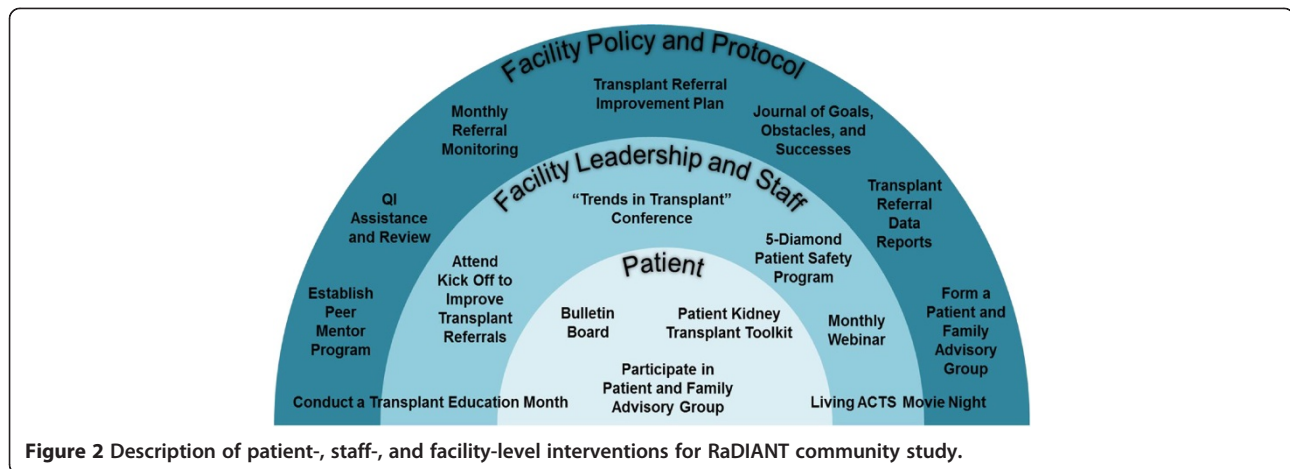 Facility Policy and Protocol
Transplant Referral
Improvement Plan
Monthly
Referral
Monitoring
Journal of Goals,
Obstacles, and
Successes
QI
Assistance
and Review
Transplant
Referral
Data
Reports
Establish
Peer
Mentor
Program
Form a
Patient and
Family
Advisory
Group
Facility Leadership and Staff
"Trends in Transplant"
Conference
Attend
Kick Off to
Improve
Transplant
Referrals
5-Diamond
Patient Safety
Program
Monthly
Webinar
Patient
Bulletin
Board
Patient Kidney
Transplant Toolkit
Participate in
Patient and Family
Advisory Group
Conduct a Transplant Education Month
Living ACTS Movie Night
Figure 2 Description of patient-, staff-, and facility-level interventions for RaDIANT community study.